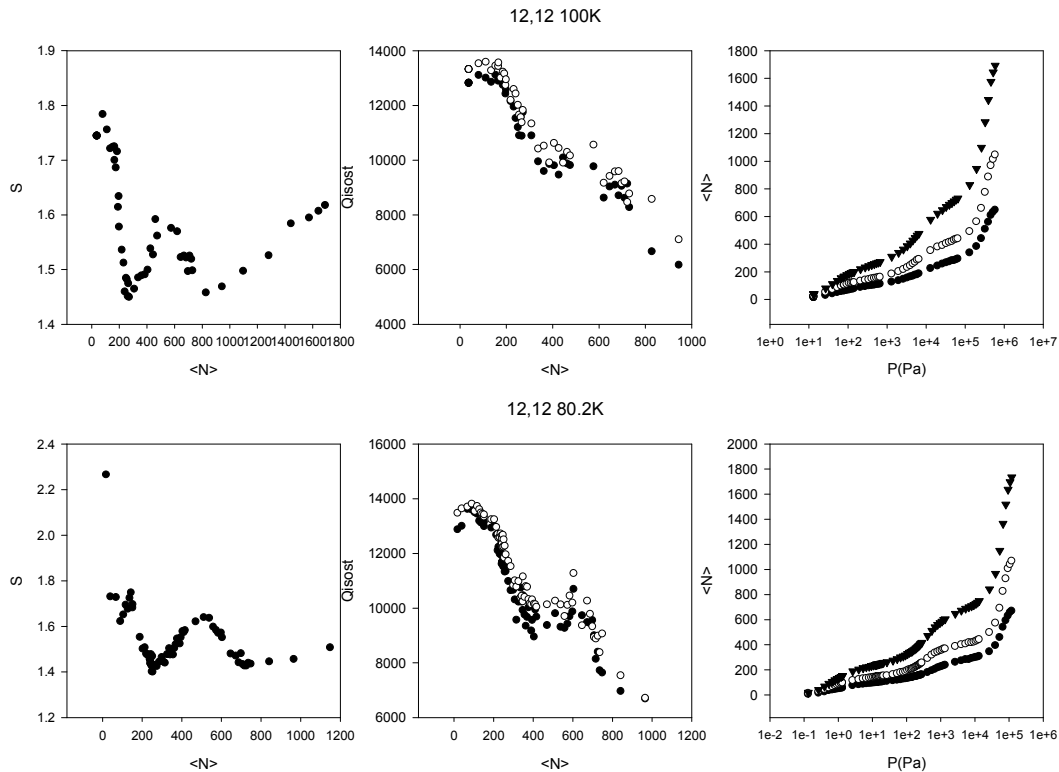 12,12 100K
S
1.9
1.8
1.7
1.6
1.5
1.4
0 200 400 600 800 1000 1200 1400 1600 1800
<N>
Qisost
14000
12000
10000
8000
6000
4000
0 200 400 600 800 1000
<N>
<N>
1800
1600
1400
1200
1000
800
600
400
200
0
1e+0 1e+1 1e+2 1e+3 1e+4 1e+5 1e+6 1e+7
P(Pa)
12,12 80.2K
S
2.4
2.2
2.0
1.8
1.6
1.4
1.2
0 200 400 600 800 1000 1200
<N>
Qisost
16000
14000
12000
10000
8000
6000
0 200 400 600 800 1000 1200
<N>
<N>
2000
1800
1600
1400
1200
1000
800
600
400
200
0
1e-2 1e-1 1e+0 1e+1 1e+2 1e+3 1e+4 1e+5 1e+6
P(Pa)